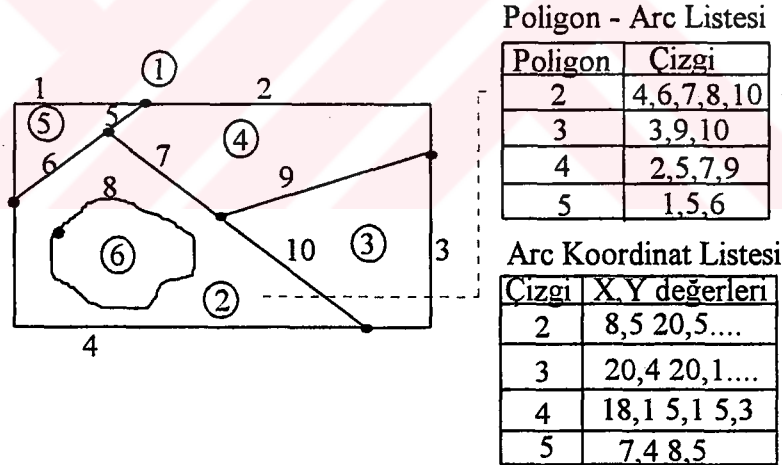 Poligon - Arc Listesi
Poligon Çizgi
2 4,6,7,8,10
3 3,9,10
4 2,5,7,9
5 1,5,6
Arc Koordinat Listesi
Çizgi X,Y değerleri
2 8,5 20,5....
3 20,4 20,1....
4 18,1 5,1 5,3
5 7,4 8,5
1
1
2
5
5
4
6
7
8
9
6
10
3
3
2
4